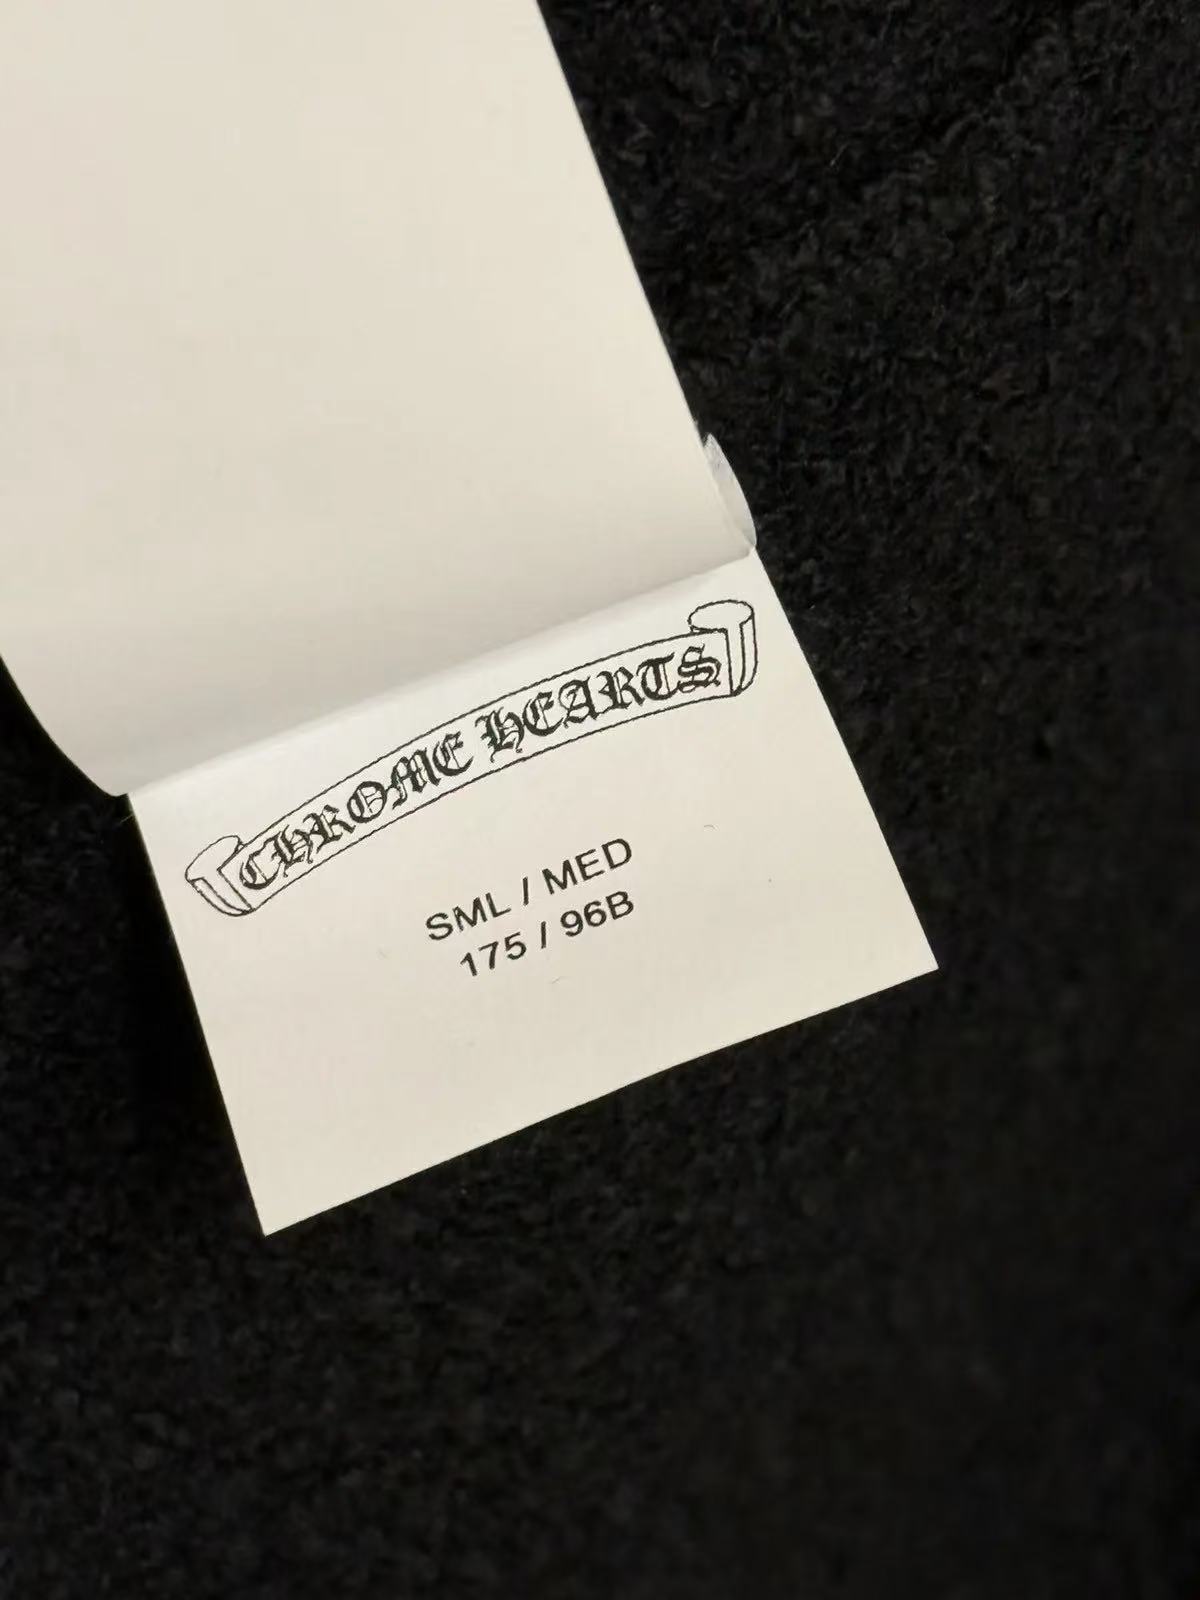 CHROME HEARTS
SML / MED
175 / 96B